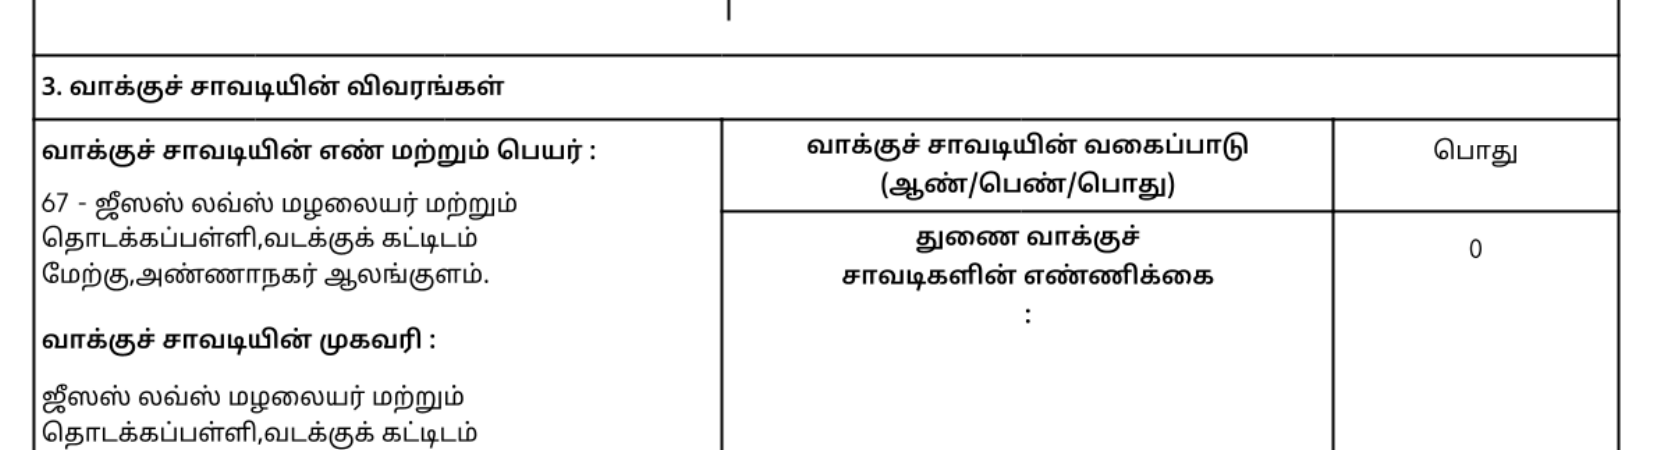 3. வாக்குச் சாவடியின் விவரங்கள்
வாக்குச் சாவடியின் எண் மற்றும் பெயர் :
67 - ஜீஸஸ் லவ்ஸ் மழலையர் மற்றும்
தொடக்கப்பள்ளி,வடக்குக் கட்டிடம்
மேற்கு,அண்ணாநகர் ஆலங்குளம்.
வாக்குச் சாவடியின் முகவரி :
ஜீஸஸ் லவ்ஸ் மழலையர் மற்றும்
தொடக்கப்பள்ளி,வடக்குக் கட்டிடம்
வாக்குச் சாவடியின் வகைப்பாடு
(ஆண்/பெண்/பொது)
பொது
துணை வாக்குச்
சாவடிகளின் எண்ணிக்கை
:
0